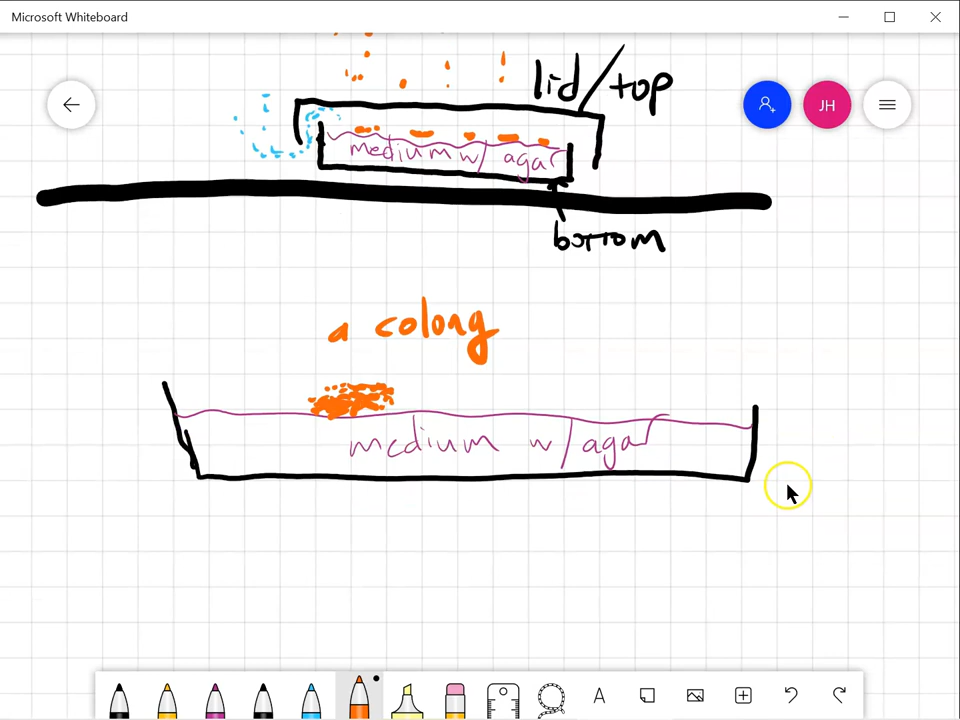 Microsoft Whiteboard
lid/top
JH
medium w/ agar
bottom
a colony
medium w/ agar
A